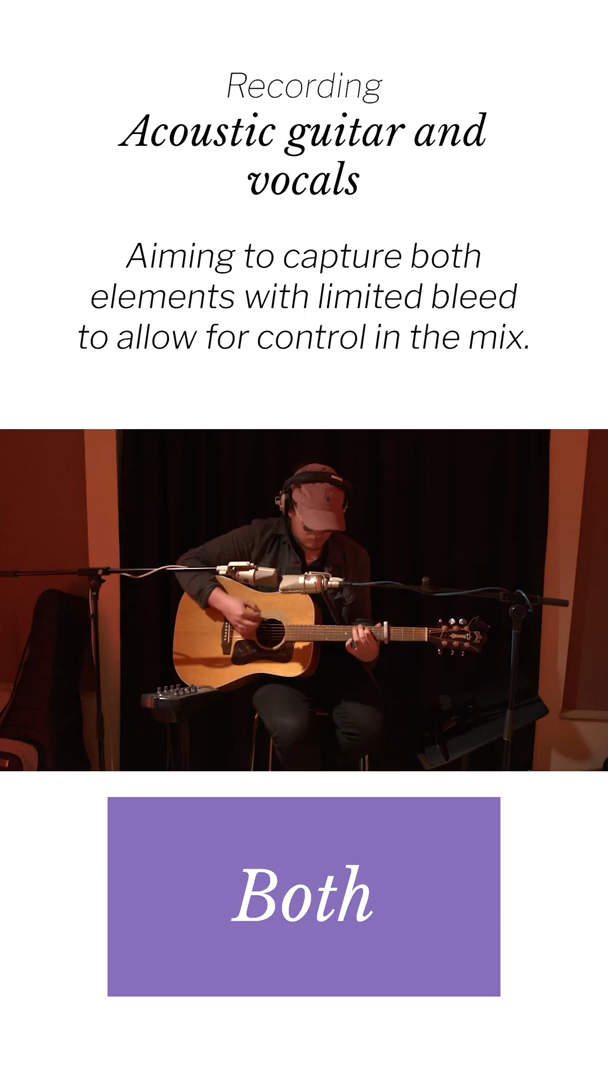 Recording
Acoustic guitar and
vocals
Aiming to capture both
elements with limited bleed
to allow for control in the mix.
Both